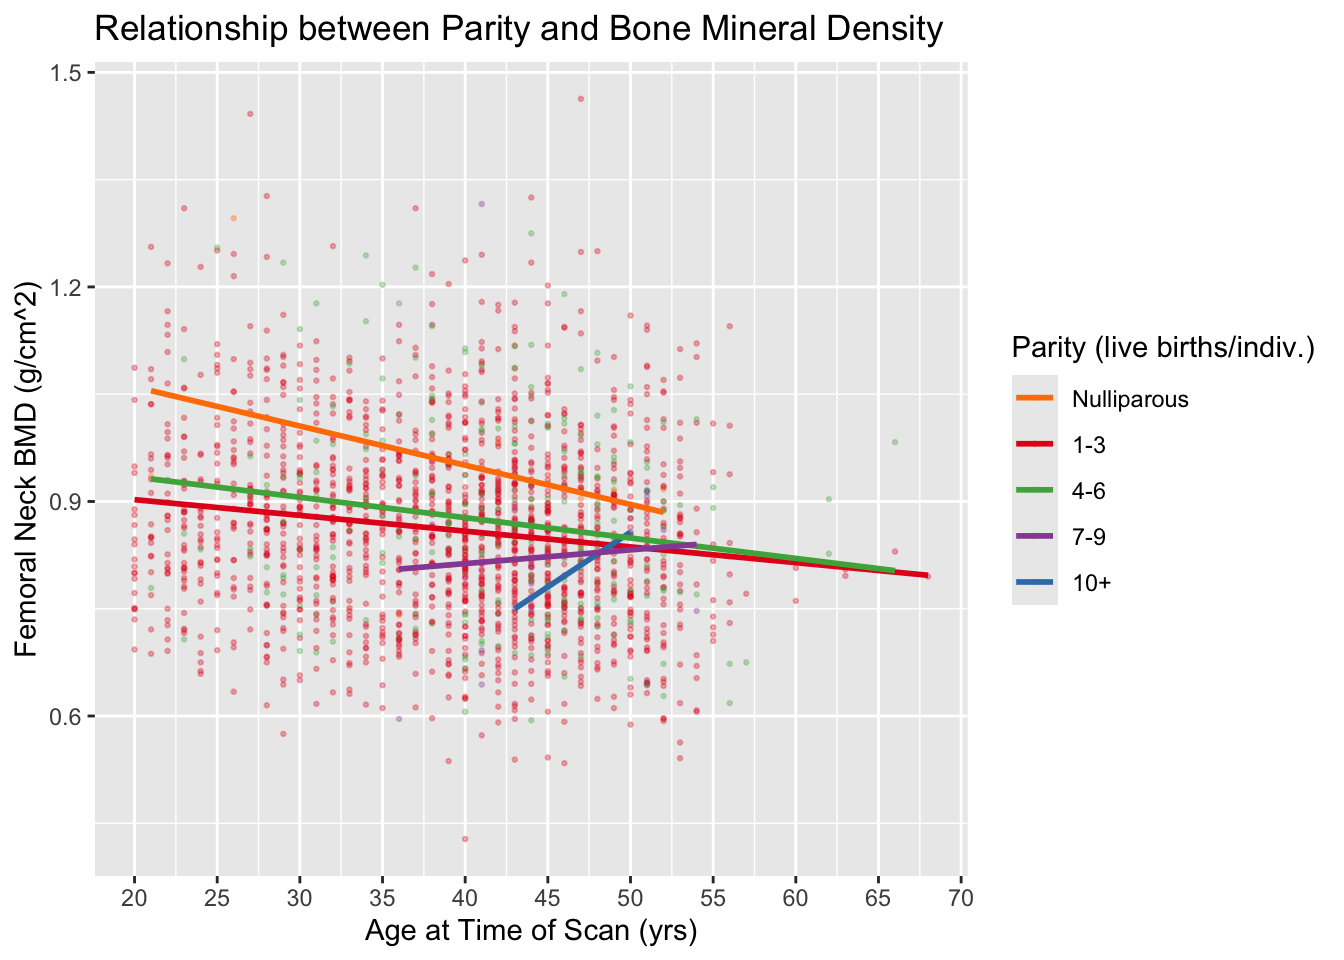 Relationship between Parity and Bone Mineral Density
1.5
1.2
0.9
0.6
Femoral Neck BMD (g/cm^2)
20 25 30 35 40 45 50 55 60 65 70
Age at Time of Scan (yrs)
Parity (live births/indiv.)
Nulliparous
1-3
4-6
7-9
10+